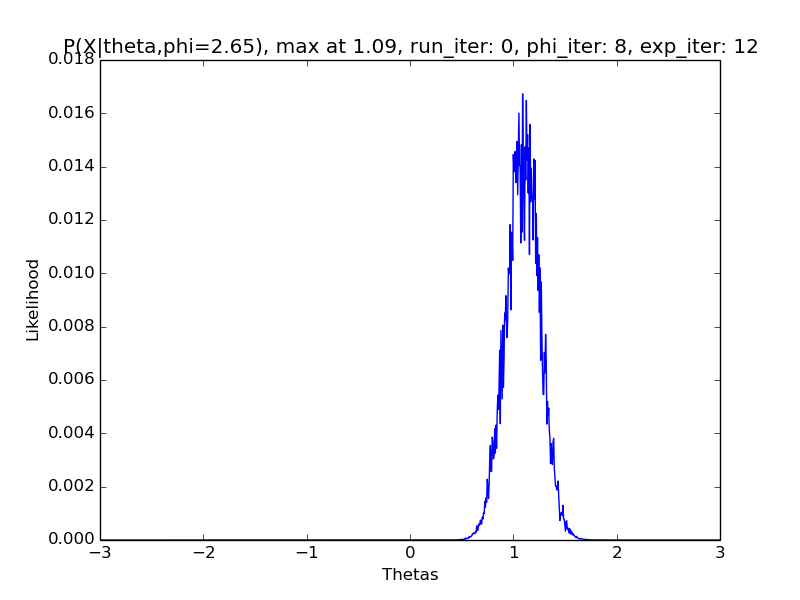 P(X|theta,phi=2.65), max at 1.09, run_iter: 0, phi_iter: 8, exp_iter: 12
0.018
0.016
0.014
0.012
0.010
0.008
0.006
0.004
0.002
0.000
Likelihood
−3 −2 −1 0 1 2 3
Thetas